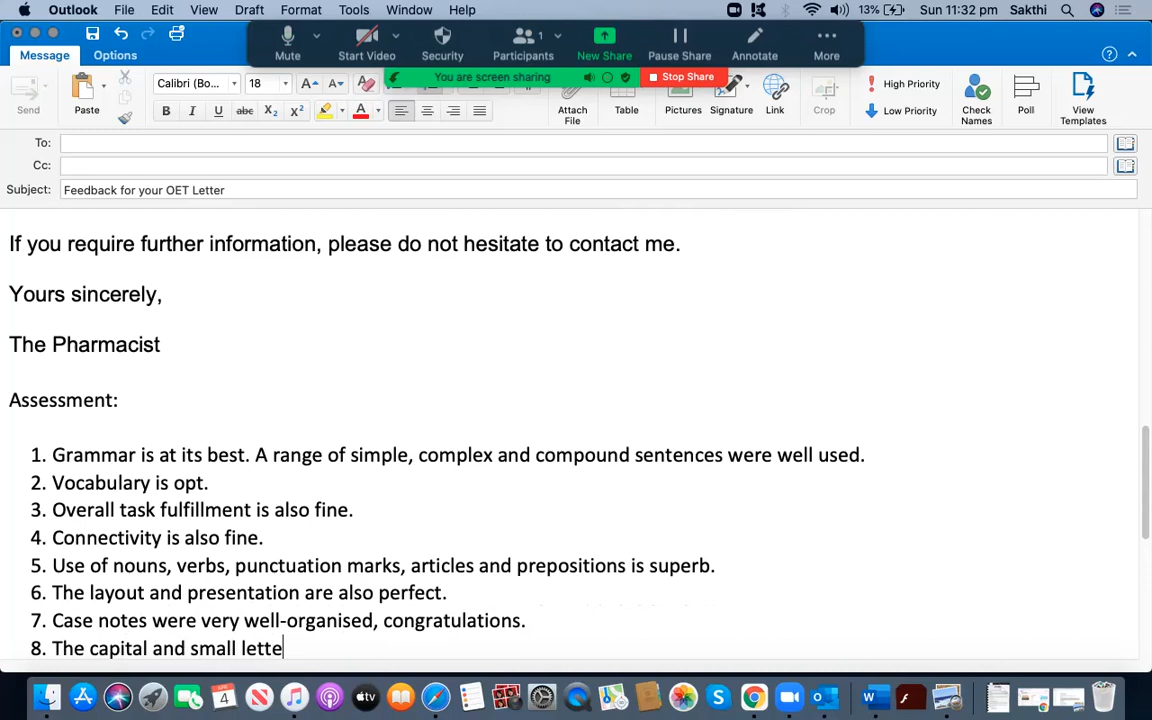 Outlook File Edit View Draft Format Tools Window Help 13% Sun 11:32 pm Sakthi
Message Options
Mute Start Video Security Participants 1 New Share Pause Share Annotate More
You are screen sharing Stop Share
Send Paste Calibri (Bo... 18 Attach File Table Pictures Signature Link Crop High Priority Low Priority Check Names Poll View Templates
To:
Cc:
Subject: Feedback for your OET Letter
If you require further information, please do not hesitate to contact me.
Yours sincerely,
The Pharmacist
Assessment:
1. Grammar is at its best. A range of simple, complex and compound sentences were well used.
2. Vocabulary is opt.
3. Overall task fulfillment is also fine.
4. Connectivity is also fine.
5. Use of nouns, verbs, punctuation marks, articles and prepositions is superb.
6. The layout and presentation are also perfect.
7. Case notes were very well-organised, congratulations.
8. The capital and small lette